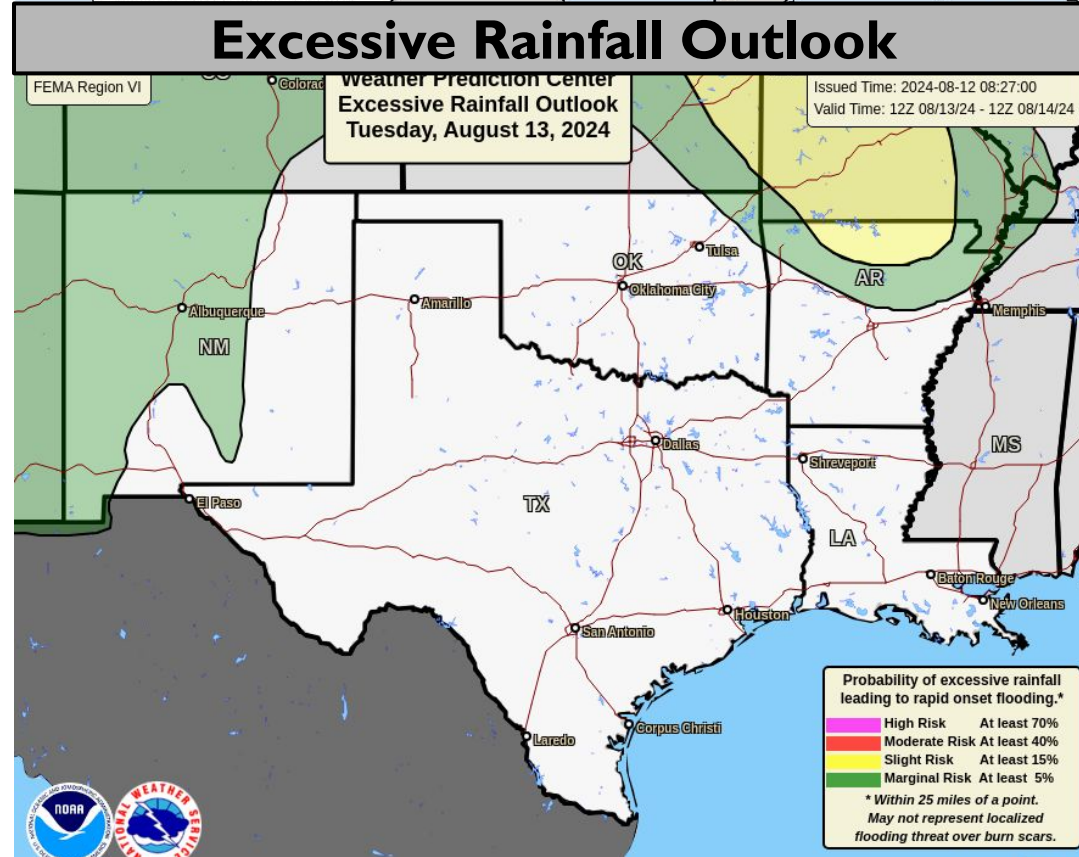 Excessive Rainfall Outlook
FEMA Region VI
Weather Prediction Center
Excessive Rainfall Outlook
Tuesday, August 13, 2024
Issued Time: 2024-08-12 08:27:00
Valid Time: 12Z 08/13/24 - 12Z 08/14/24
Tulsa
OK
Oklahoma City
AR
Amarillo
Albuquerque
Memphis
NM
Dallas
MS
Shreveport
El Paso
TX
LA
Baton Rouge
New Orleans
Houston
San Antonio
Corpus Christi
Laredo
Probability of excessive rainfall
leading to rapid onset flooding.*
High Risk At least 70%
Moderate Risk At least 40%
Slight Risk At least 15%
Marginal Risk At least 5%
* Within 25 miles of a point.
May not represent localized
flooding threat over burn scars.
NOAA
NATIONAL WEATHER SERVICE